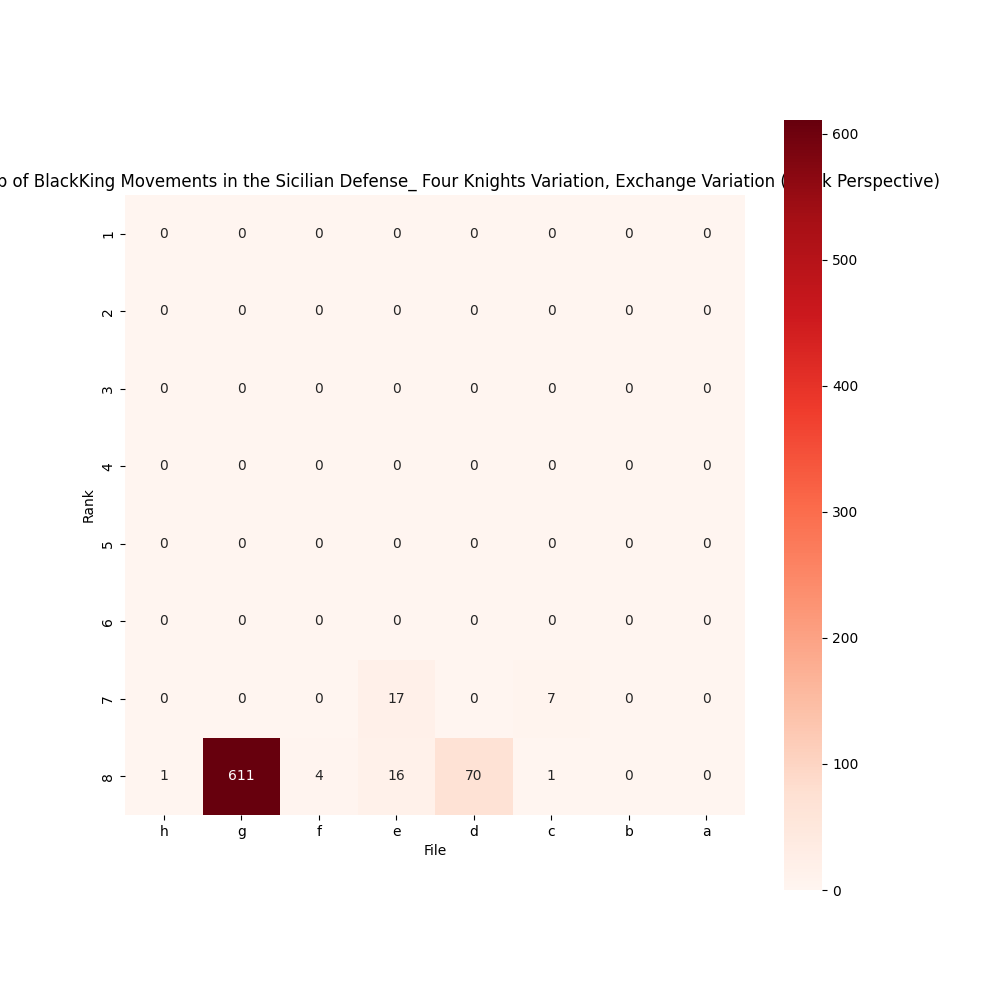 of BlackKing Movements in the Sicilian Defense_ Four Knights Variation, Exchange Variation ( Perspective)
600
1 0 0 0 0 0 0 0 0
500
2 0 0 0 0 0 0 0 0
3 0 0 0 0 0 0 0 0
400
4 0 0 0 0 0 0 0 0
Rank
300
5 0 0 0 0 0 0 0 0
6 0 0 0 0 0 0 0 0
200
7 0 0 0 17 0 7 0 0
100
8 1 611 4 16 70 1 0 0
h g f e d c b a
File
0